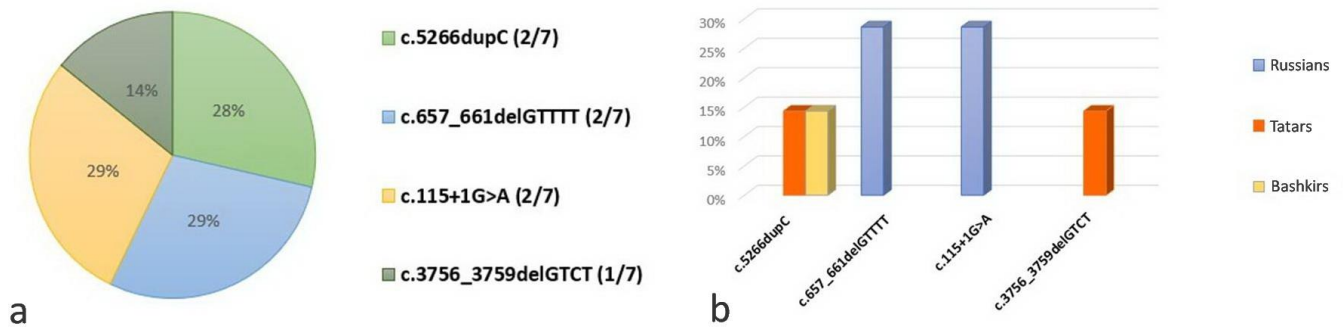 14%
28%
29%
29%
c.5266dupC (2/7)
c.657_661delGTTTT (2/7)
c.115+1G>A (2/7)
c.3756_3759delGTCT (1/7)
a
30%
25%
20%
15%
10%
5%
0%
c.5266dupC
c.657_661delGTTTT
c.115+1G>A
c.3756_3759delGTCT
Russians
Tatars
Bashkirs
b